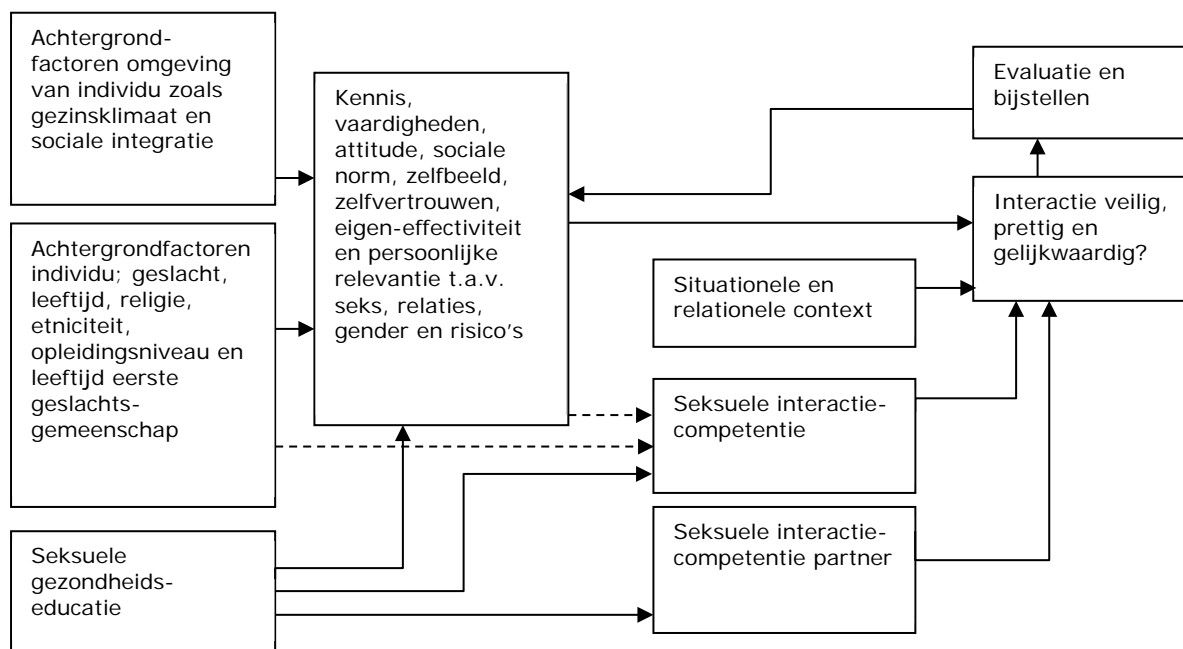 Achtergrond-
factoren omgeving
van individu zoals
gezinsklimaat en
sociale integratie
Kennis,
vaardigheden,
attitude, sociale
norm, zelfbeeld,
zelfvertrouwen,
eigen-effectiviteit
en persoonlijke
relevantie t.a.v.
seks, relaties,
gender en risico's
Evaluatie en
bijstellen
Interactie veilig,
prettig en
gelijkwaardig?
Achtergrondfactoren
individu; geslacht,
leeftijd, religie,
etniciteit,
opleidingsniveau en
leeftijd eerste
geslachts-
gemeenschap
Situationele en
relationele context
Seksuele interactie-
competentie
Seksuele interactie-
competentie partner
Seksuele
gezondheids-
educatie